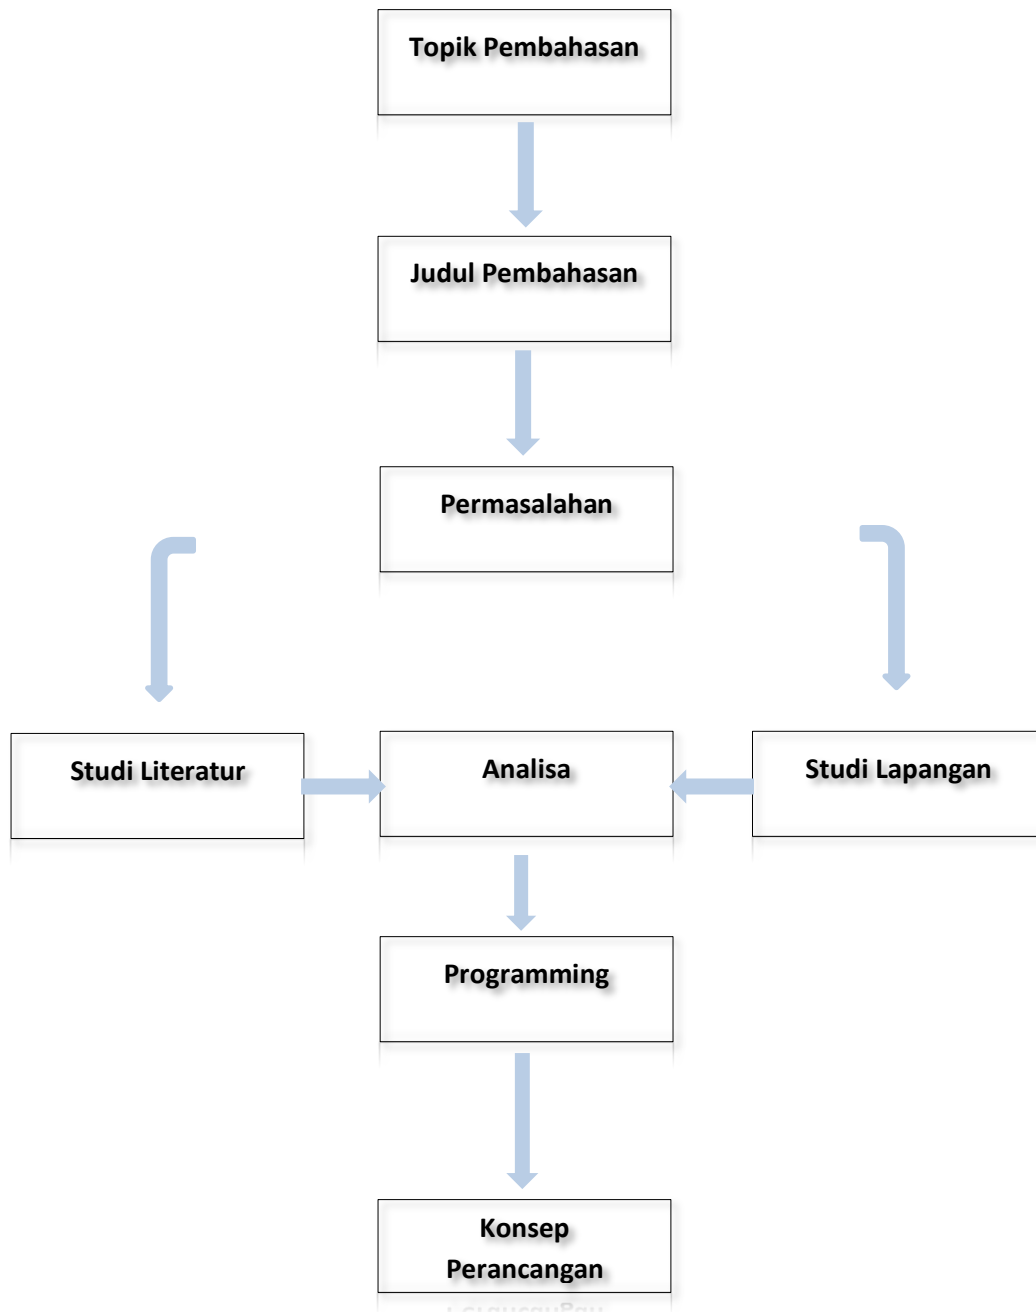 Topik Pembahasan
Judul Pembahasan
Permasalahan
Studi Literatur
Analisa
Studi Lapangan
Programming
Konsep
Perancangan